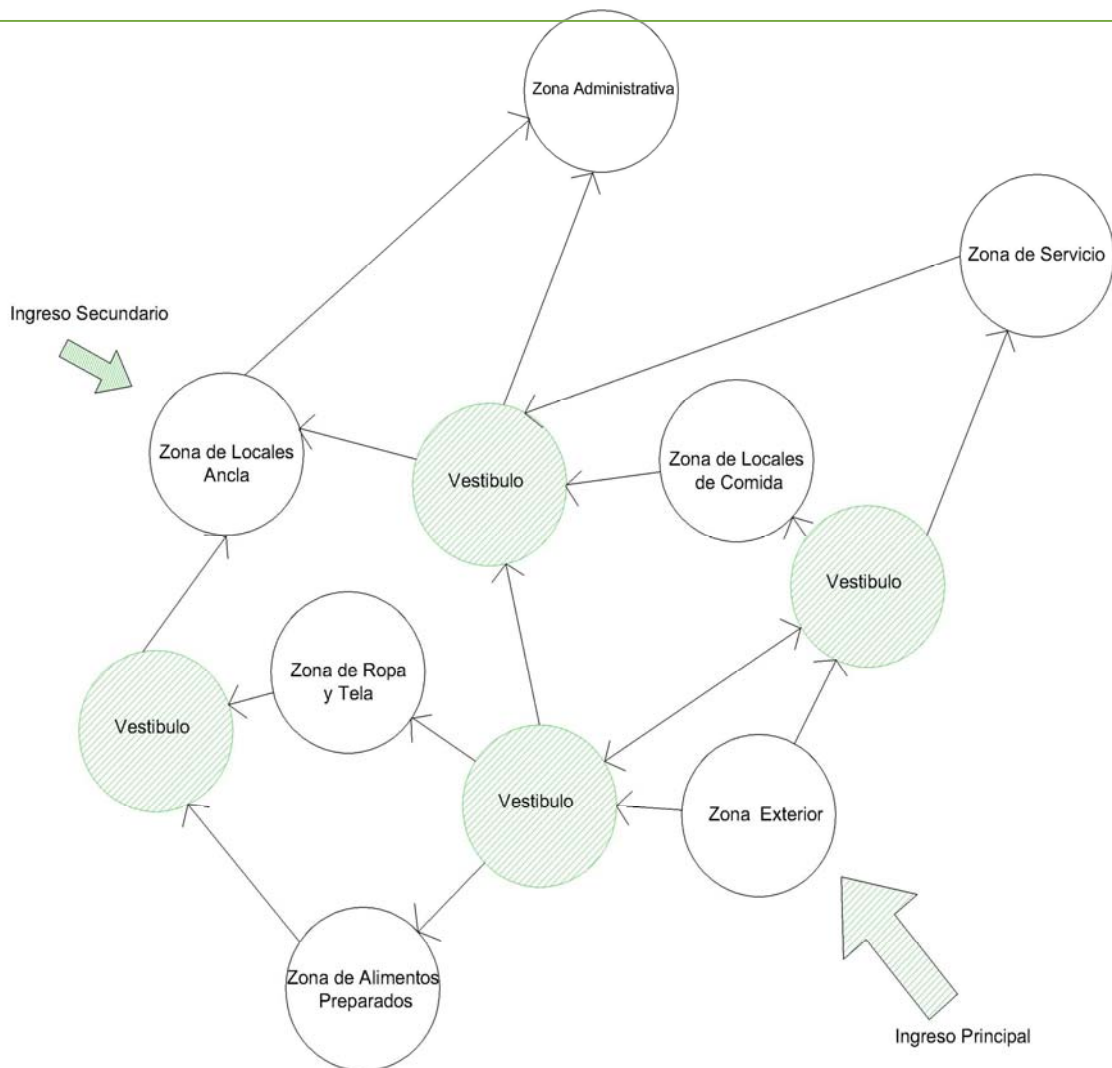 Zona Administrativa
Zona de Servicio
Ingreso Secundario
Zona de Locales
Ancla
Vestibulo
Zona de Locales
de Comida
Vestibulo
Zona de Ropa
y Tela
Vestibulo
Vestibulo
Zona Exterior
Zona de Alimentos
Preparados
Ingreso Principal